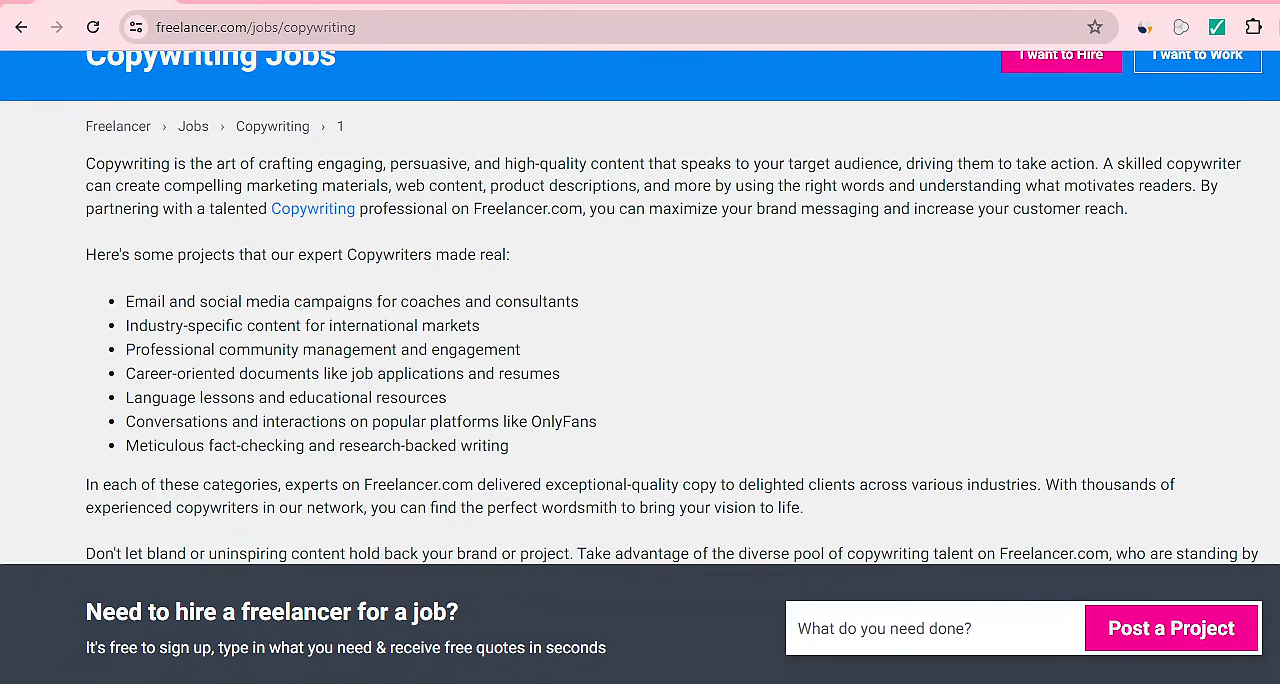 freelancer.com/jobs/copywriting
Copywriting Jobs
I want to Hire
I want to Work
Freelancer › Jobs › Copywriting › 1
Copywriting is the art of crafting engaging, persuasive, and high-quality content that speaks to your target audience, driving them to take action. A skilled copywriter
can create compelling marketing materials, web content, product descriptions, and more by using the right words and understanding what motivates readers. By
partnering with a talented Copywriting professional on Freelancer.com, you can maximize your brand messaging and increase your customer reach.
Here's some projects that our expert Copywriters made real:
• Email and social media campaigns for coaches and consultants
• Industry-specific content for international markets
• Professional community management and engagement
• Career-oriented documents like job applications and resumes
• Language lessons and educational resources
• Conversations and interactions on popular platforms like OnlyFans
• Meticulous fact-checking and research-backed writing
In each of these categories, experts on Freelancer.com delivered exceptional-quality copy to delighted clients across various industries. With thousands of
experienced copywriters in our network, you can find the perfect wordsmith to bring your vision to life.
Don't let bland or uninspiring content hold back your brand or project. Take advantage of the diverse pool of copywriting talent on Freelancer.com, who are standing by
Need to hire a freelancer for a job?
It's free to sign up, type in what you need & receive free quotes in seconds
What do you need done?
Post a Project